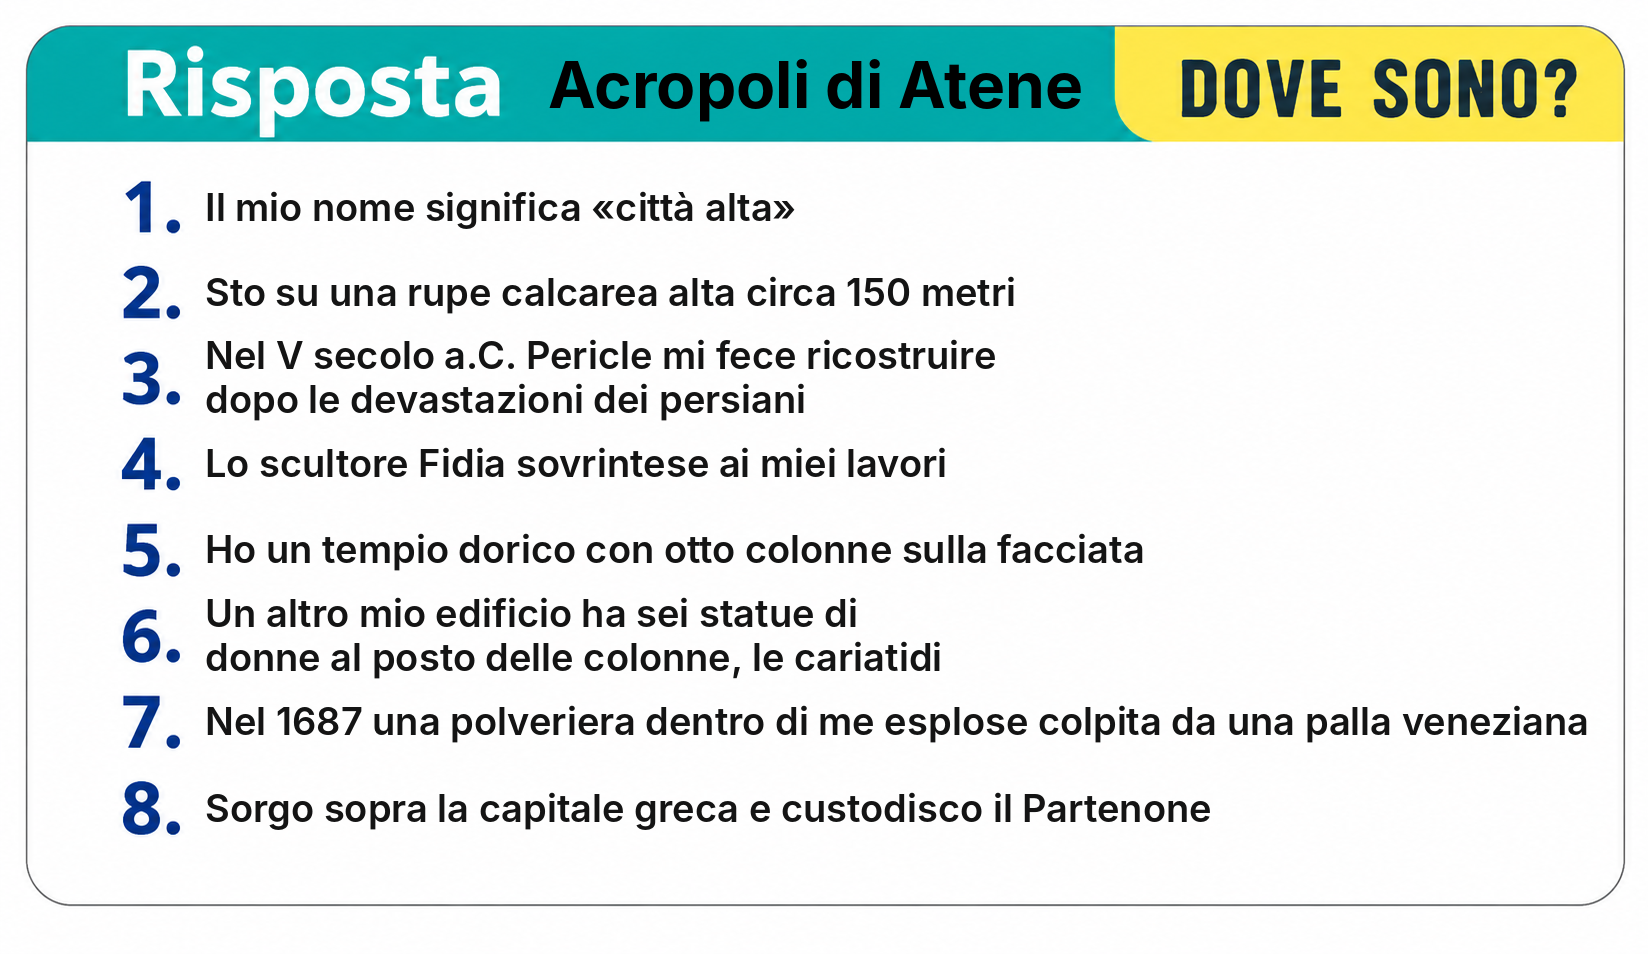 Risposta Acropoli di Atene DOVE SONO?
1. Il mio nome significa «città alta»
2. Sto su una rupe calcarea alta circa 150 metri
3. Nel V secolo a.C. Pericle mi fece ricostruire
dopo le devastazioni dei persiani
4. Lo scultore Fidia sovrintese ai miei lavori
5. Ho un tempio dorico con otto colonne sulla facciata
6. Un altro mio edificio ha sei statue di
donne al posto delle colonne, le cariatidi
7. Nel 1687 una polveriera dentro di me esplose colpita da una palla veneziana
8. Sorgo sopra la capitale greca e custodisco il Partenone